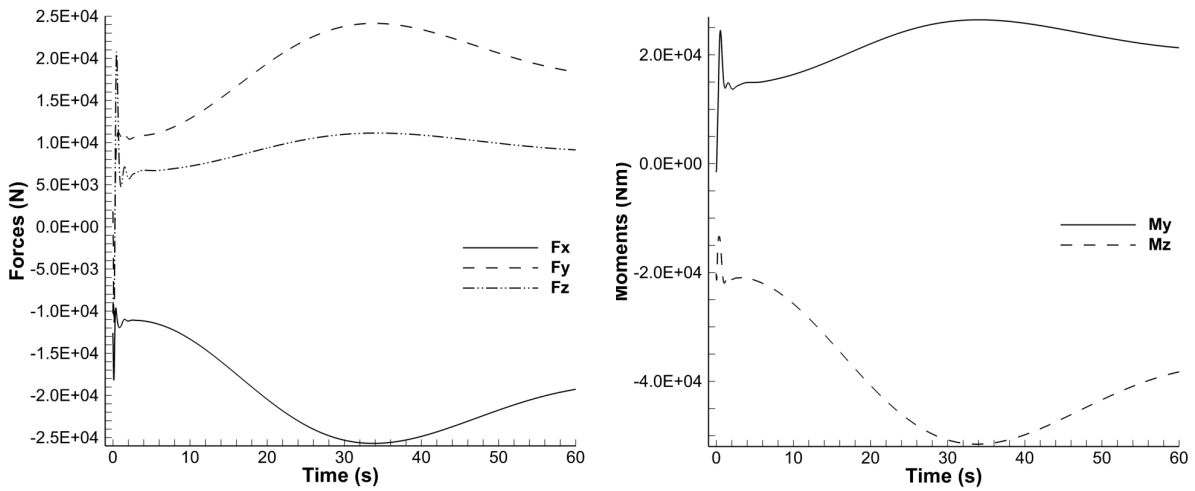 2.5E+04
2.0E+04
1.5E+04
1.0E+04
5.0E+03
0.0E+00
-5.0E+03
-1.0E+04
-1.5E+04
-2.0E+04
-2.5E+04
Forces (N)
Fx
Fy
Fz
0 10 20 30 40 50 60
Time (s)
2.0E+04
0.0E+00
-2.0E+04
-4.0E+04
Moments (Nm)
My
Mz
0 10 20 30 40 50 60
Time (s)